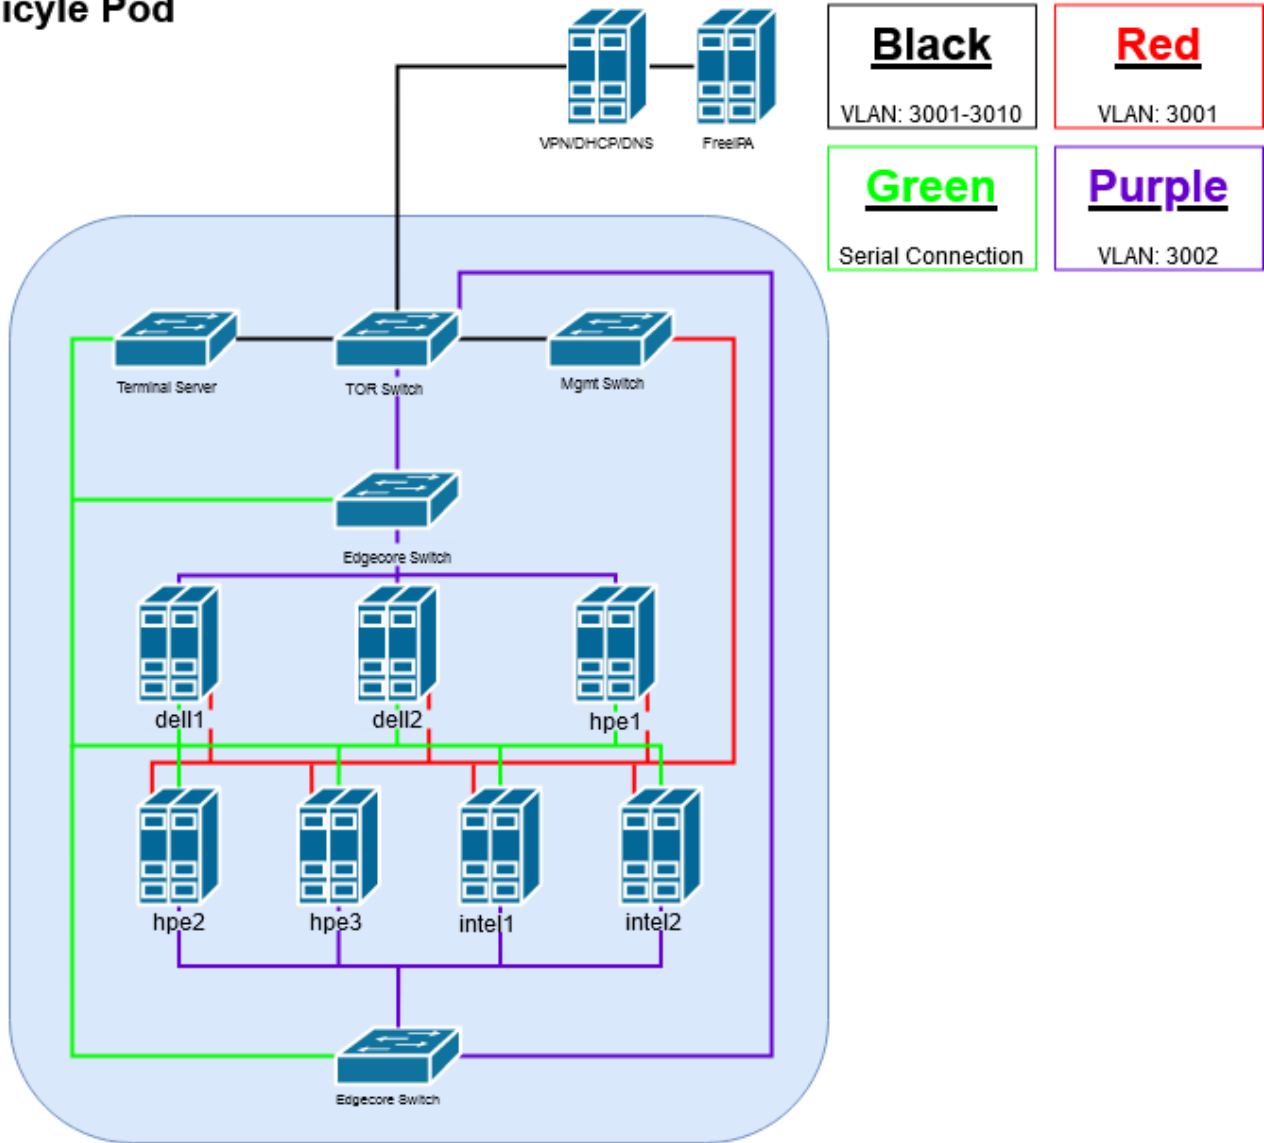 icyle Pod
Black
VLAN: 3001-3010
Red
VLAN: 3001
VPN/DHCP/DNS
FreeIPA
Green
Serial Connection
Purple
VLAN: 3002
Terminal Server
TOR Switch
Mgmt Switch
Edgecore Switch
dell1
dell2
hpe1
hpe2
hpe3
intel1
intel2
Edgecore Switch